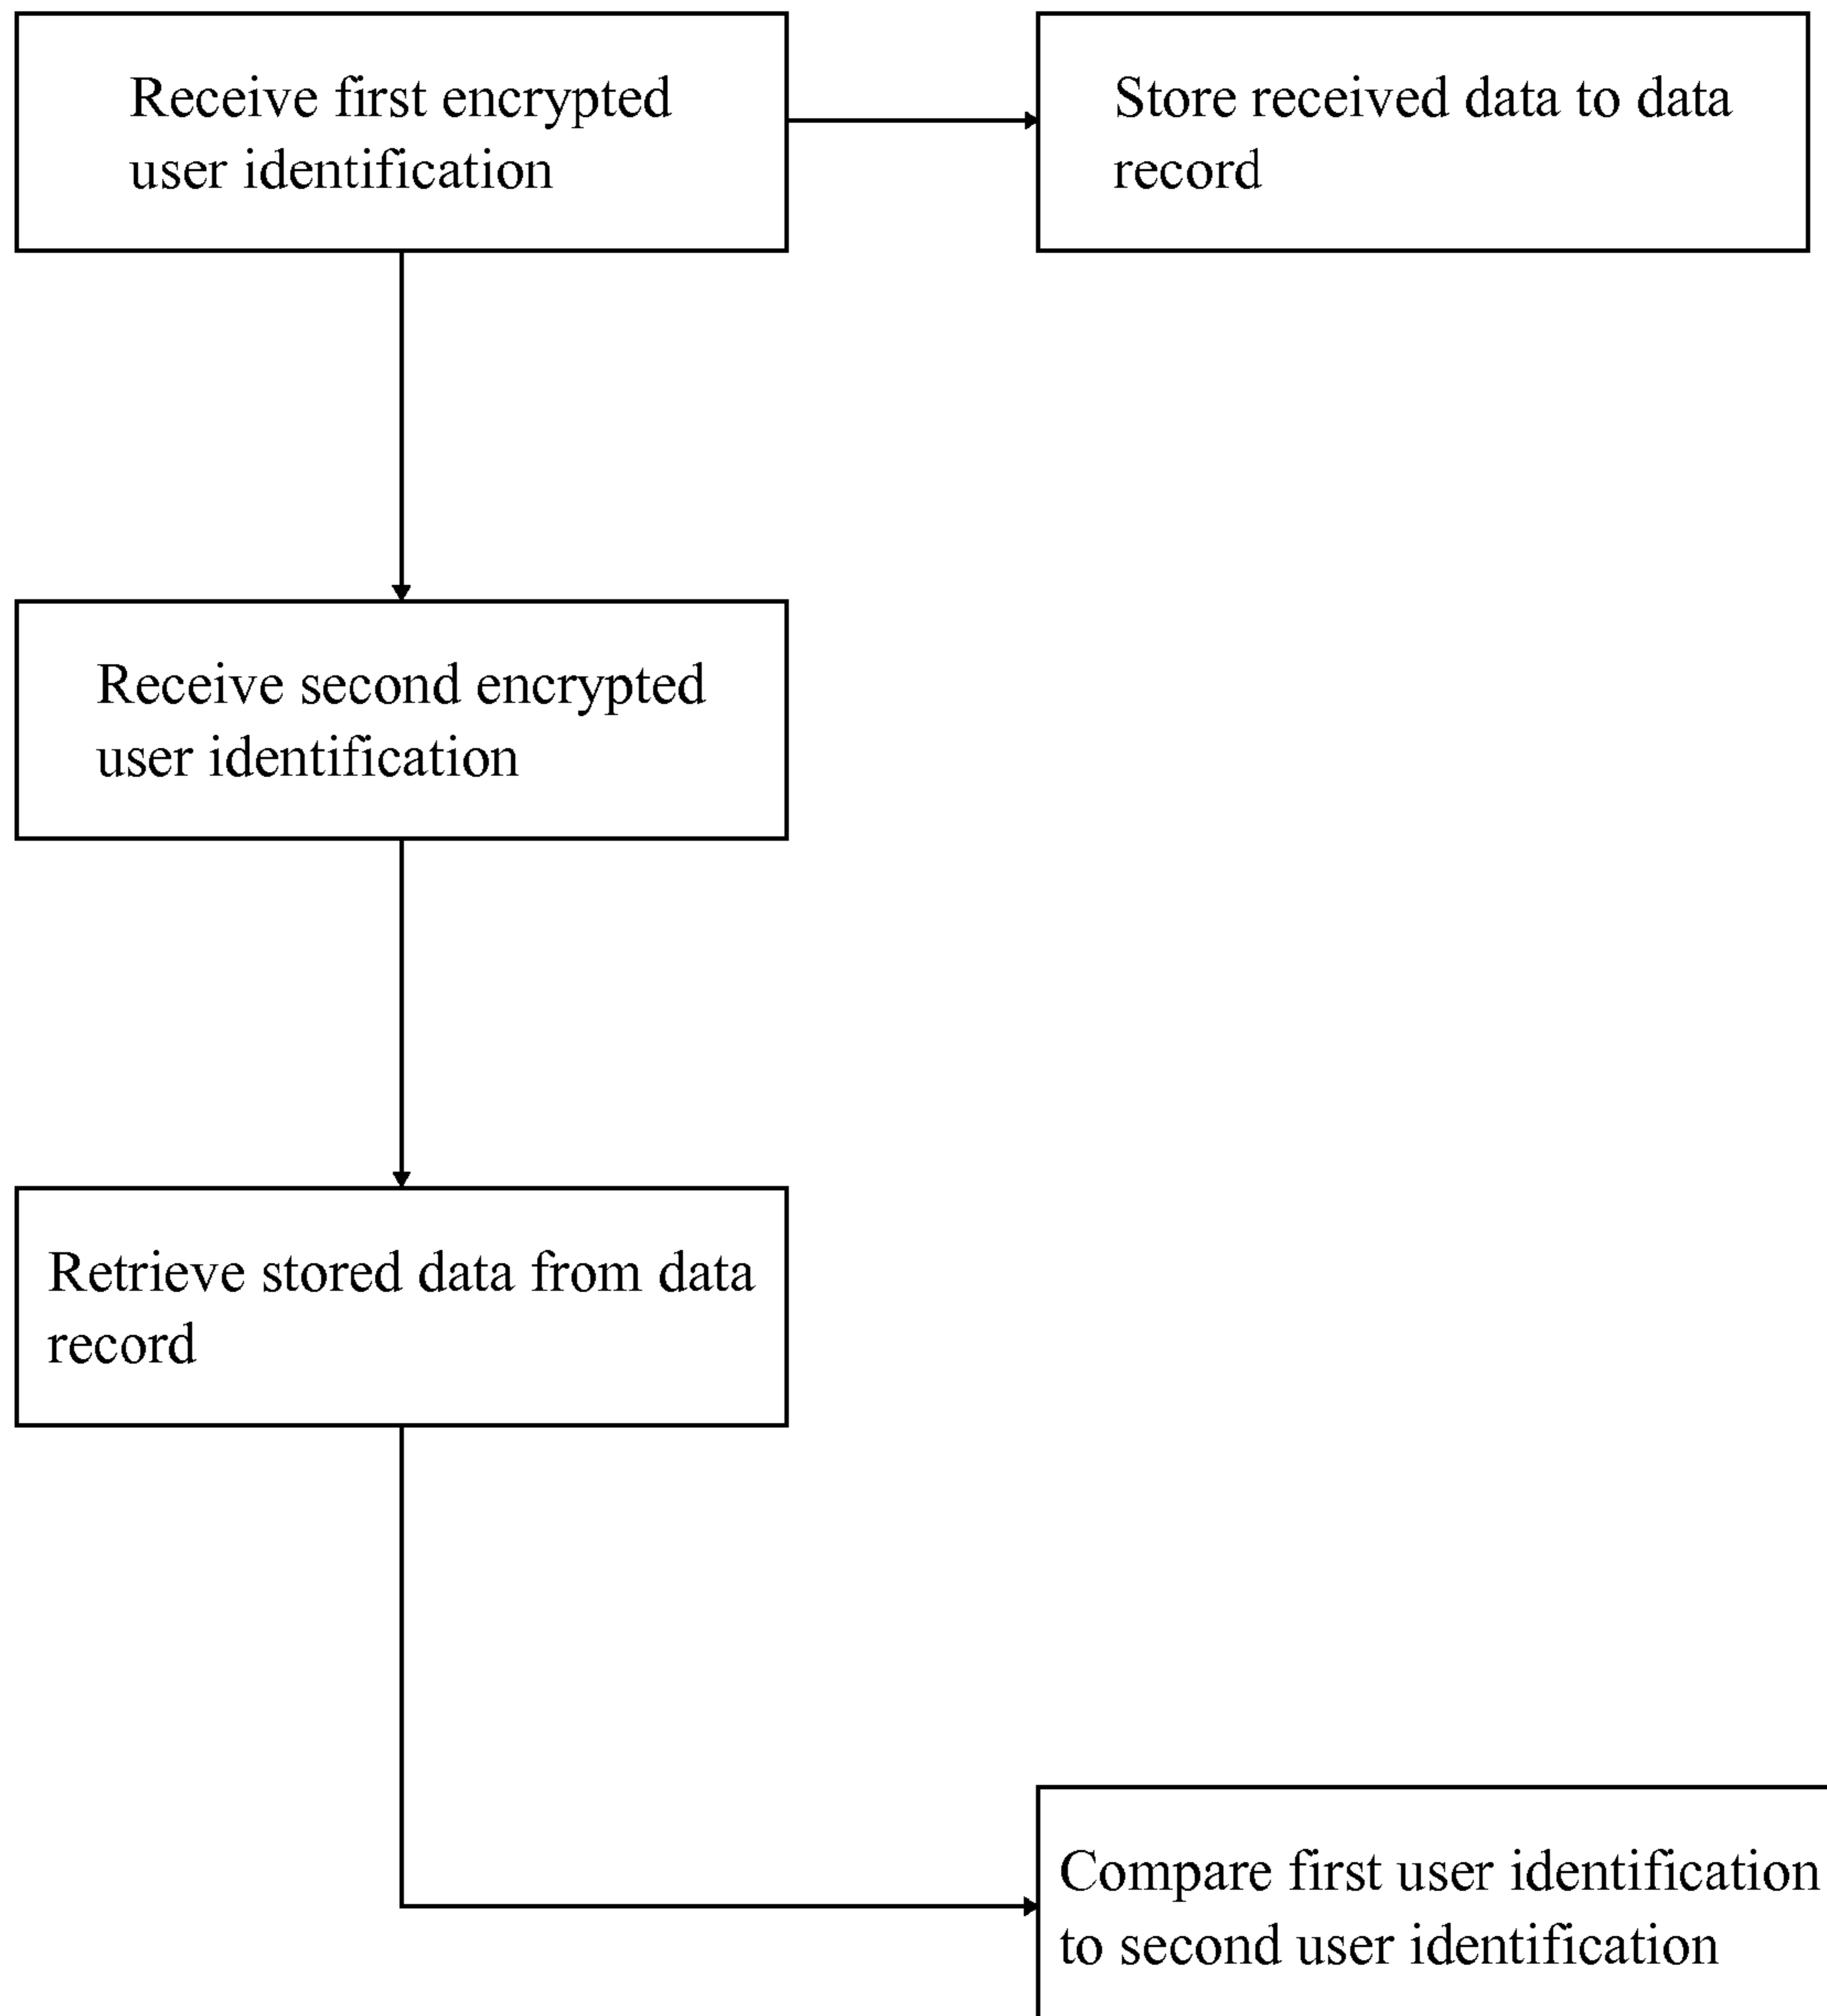 Receive first encrypted
user identification
Store received data to data
record
Receive second encrypted
user identification
Retrieve stored data from data
record
Compare first user identification
to second user identification